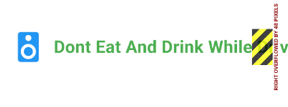 Dont Eat And Drink While v
RIGHT OVERFLOWED BY 48 PIXELS